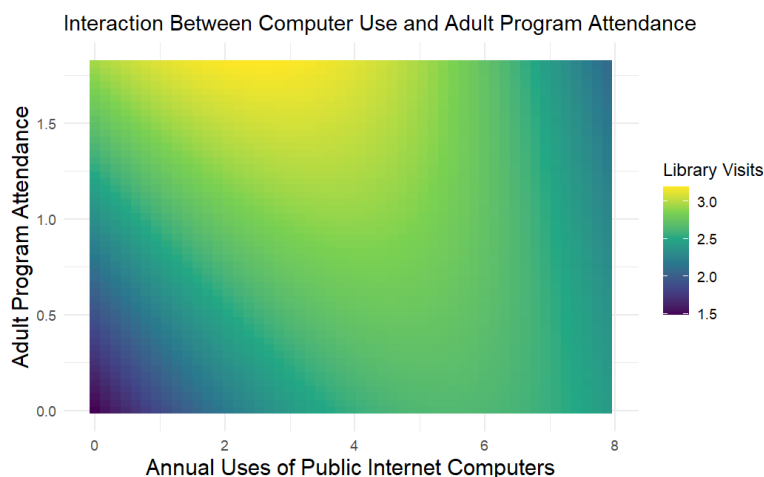 Interaction Between Computer Use and Adult Program Attendance
Adult Program Attendance
1.5
1.0
0.5
0.0
0 2 4 6 8
Annual Uses of Public Internet Computers
Library Visits
3.0
2.5
2.0
1.5